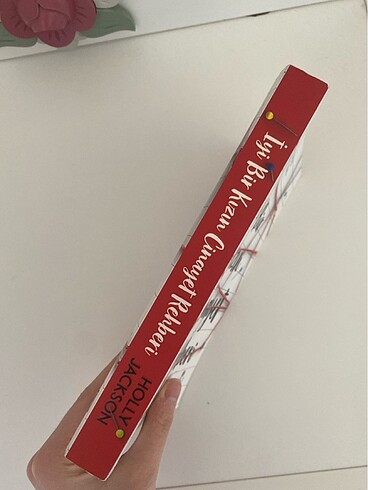 İyi Bir Kızın Cinayet Rehberi
HOLLY
JACKSON